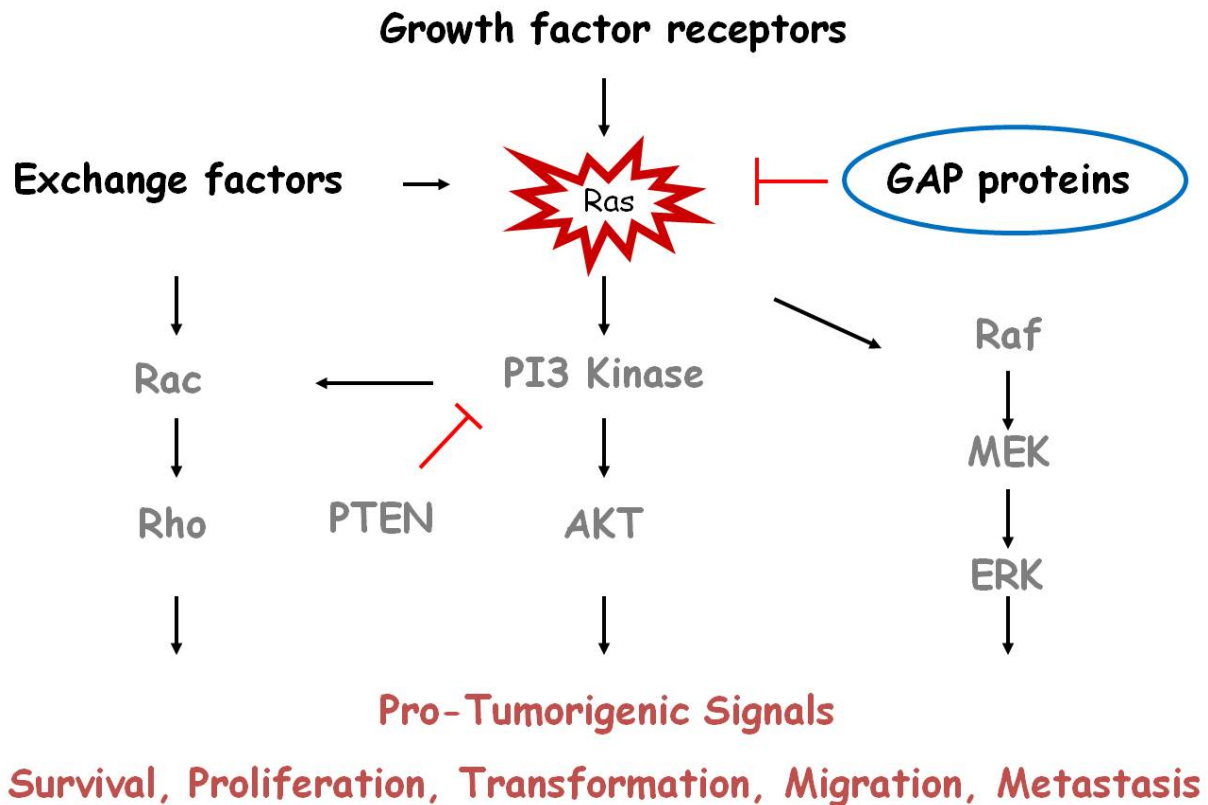 Growth factor receptors
Exchange factors
Ras
GAP proteins
Rac
PI3 Kinase
Raf
MEK
Rho
PTEN
AKT
ERK
Pro-Tumorigenic Signals
Survival, Proliferation, Transformation, Migration, Metastasis